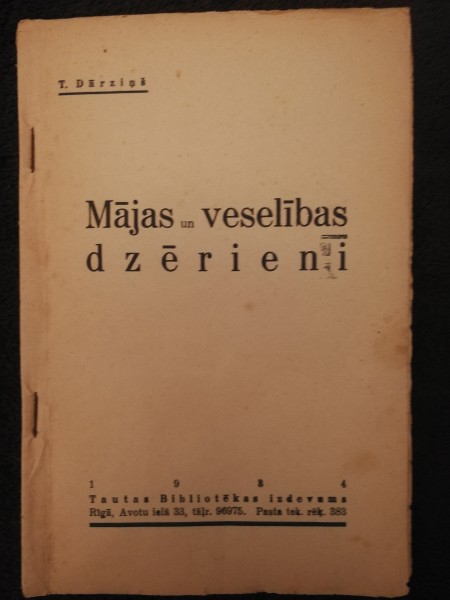 T. Dārziņš
Mājas un veselības
dzērieni
1 9 3 4
Tautas Bibliotēkas izdevums
Rīgā, Avotu ielā 33, tāļr. 96975. Pasta tek. rēķ. 383